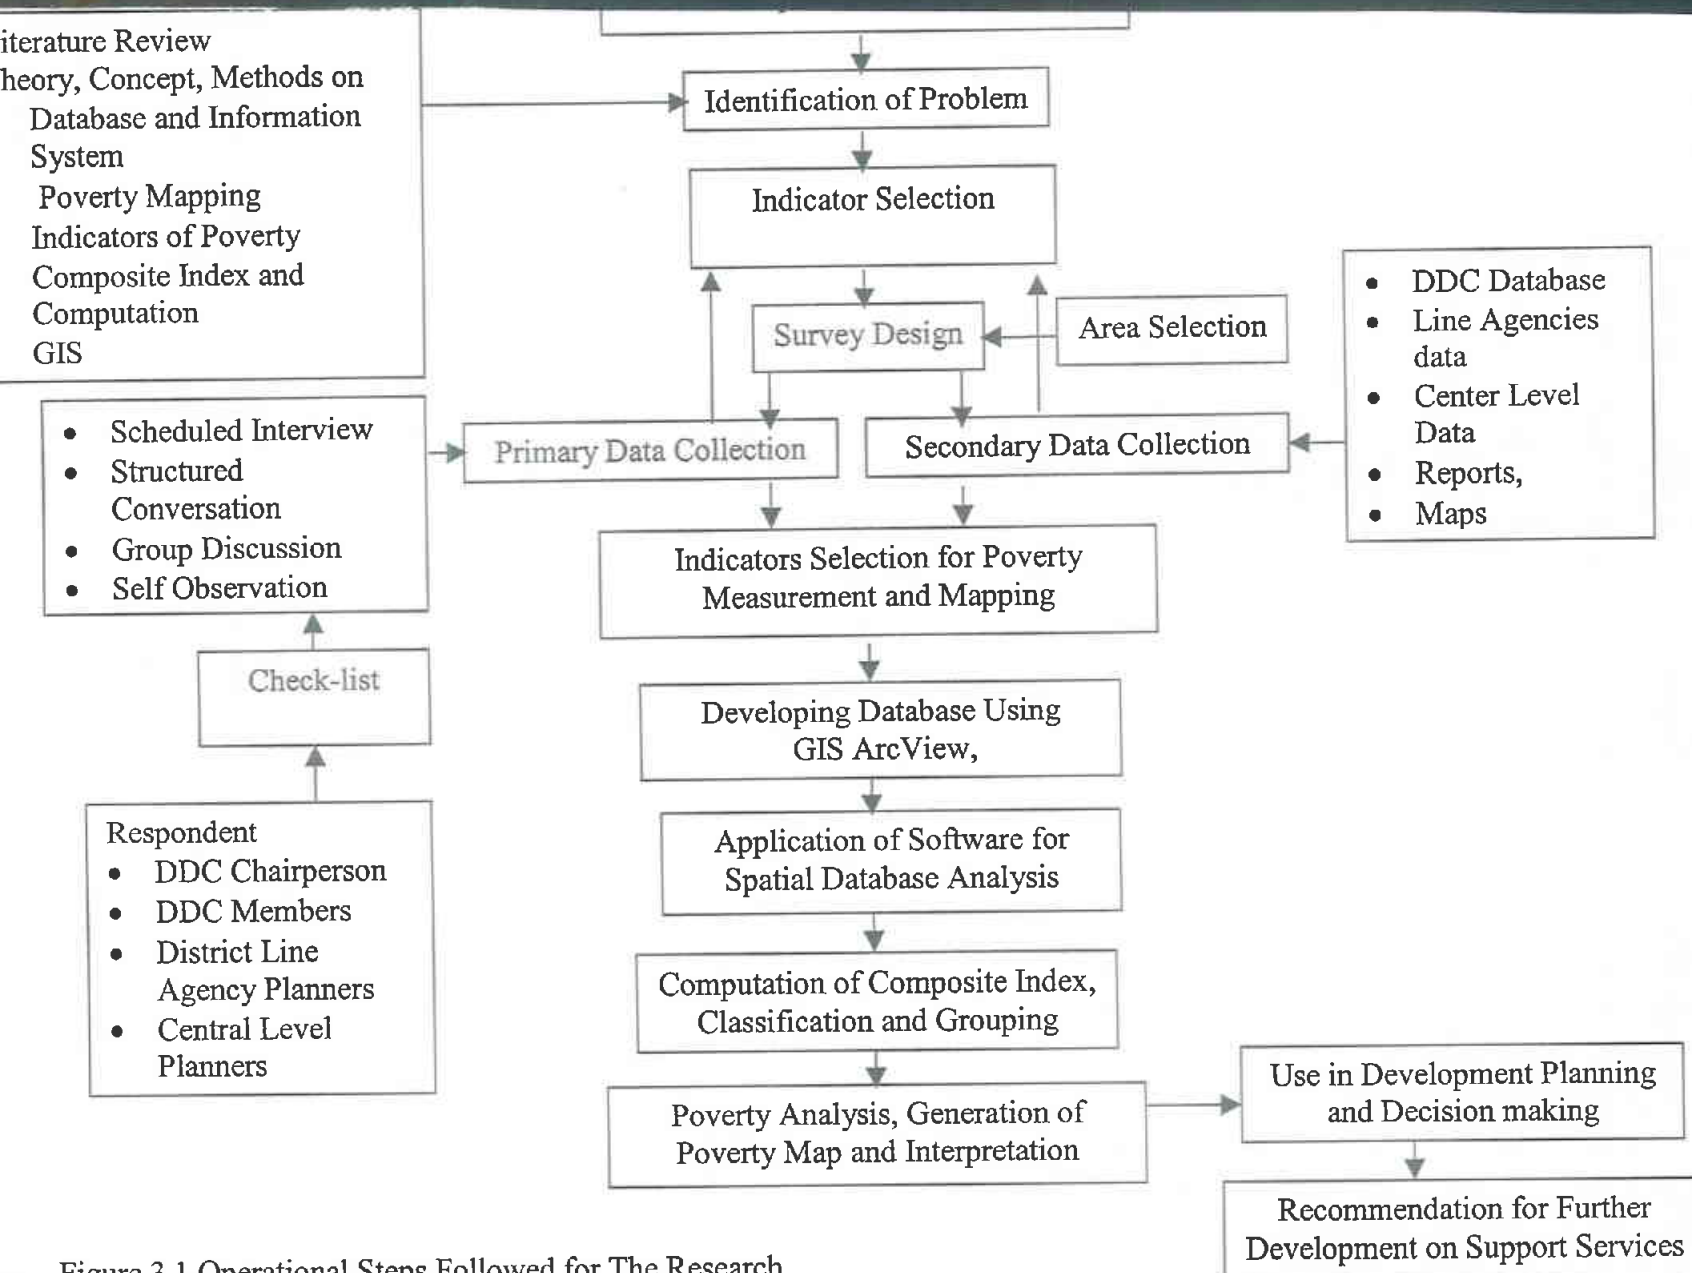 iterature Review
heory, Concept, Methods on
Database and Information
System
Poverty Mapping
Indicators of Poverty
Composite Index and
Computation
GIS
Identification of Problem
Indicator Selection
Survey Design
Area Selection
• DDC Database
• Line Agencies
data
• Center Level
Data
• Reports,
• Maps
• Scheduled Interview
• Structured
Conversation
• Group Discussion
• Self Observation
Primary Data Collection
Secondary Data Collection
Indicators Selection for Poverty
Measurement and Mapping
Check-list
Developing Database Using
GIS ArcView,
Respondent
• DDC Chairperson
• DDC Members
• District Line
Agency Planners
• Central Level
Planners
Application of Software for
Spatial Database Analysis
Computation of Composite Index,
Classification and Grouping
Poverty Analysis, Generation of
Poverty Map and Interpretation
Use in Development Planning
and Decision making
Recommendation for Further
Development on Support Services
Figure 3.1 Operational Steps Followed for The Research